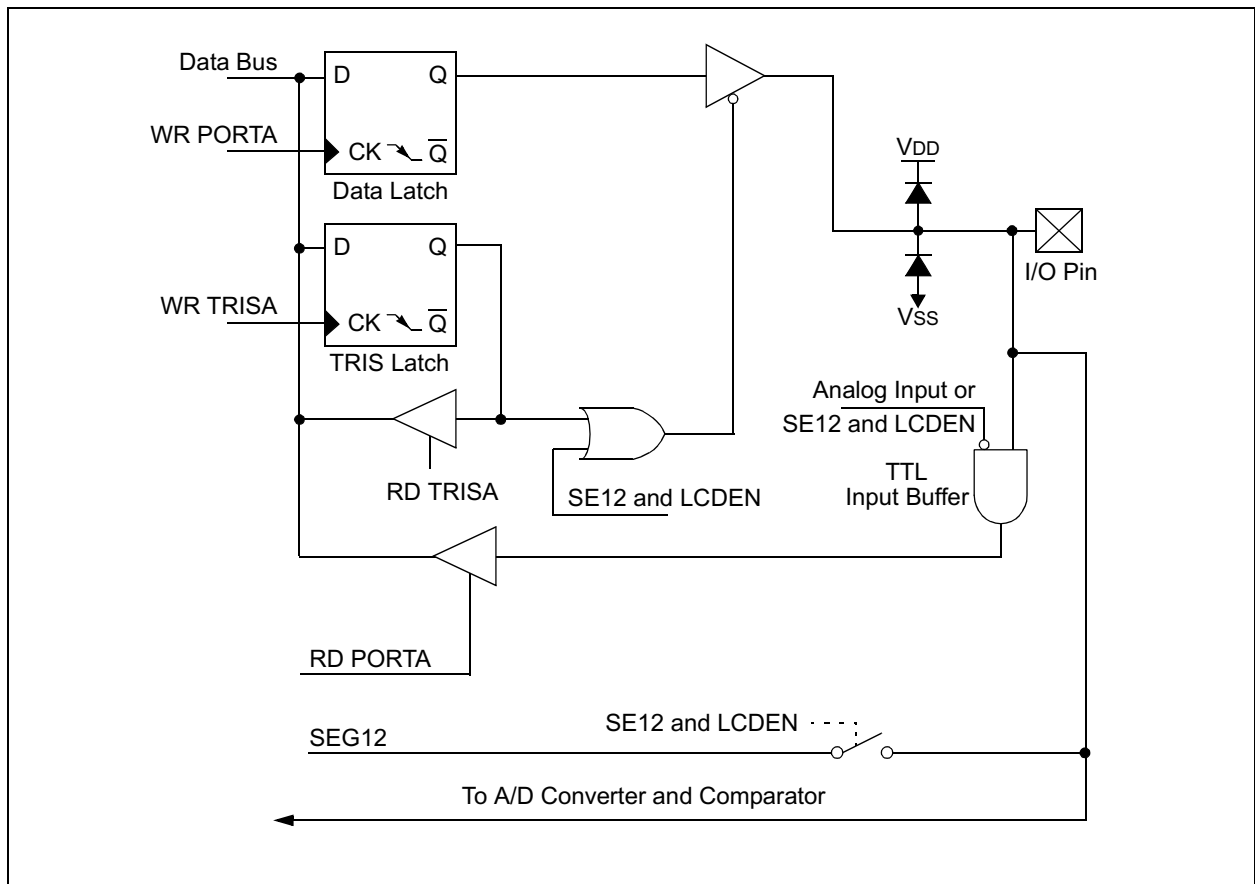 Data Bus
D Q
WR PORTA
CK Q
Data Latch
VDD
D Q
I/O Pin
WR TRISA
CK Q
VSS
TRIS Latch
Analog Input or
SE12 and LCDEN
RD TRISA
SE12 and LCDEN
TTL
Input Buffer
RD PORTA
SE12 and LCDEN
SEG12
To A/D Converter and Comparator